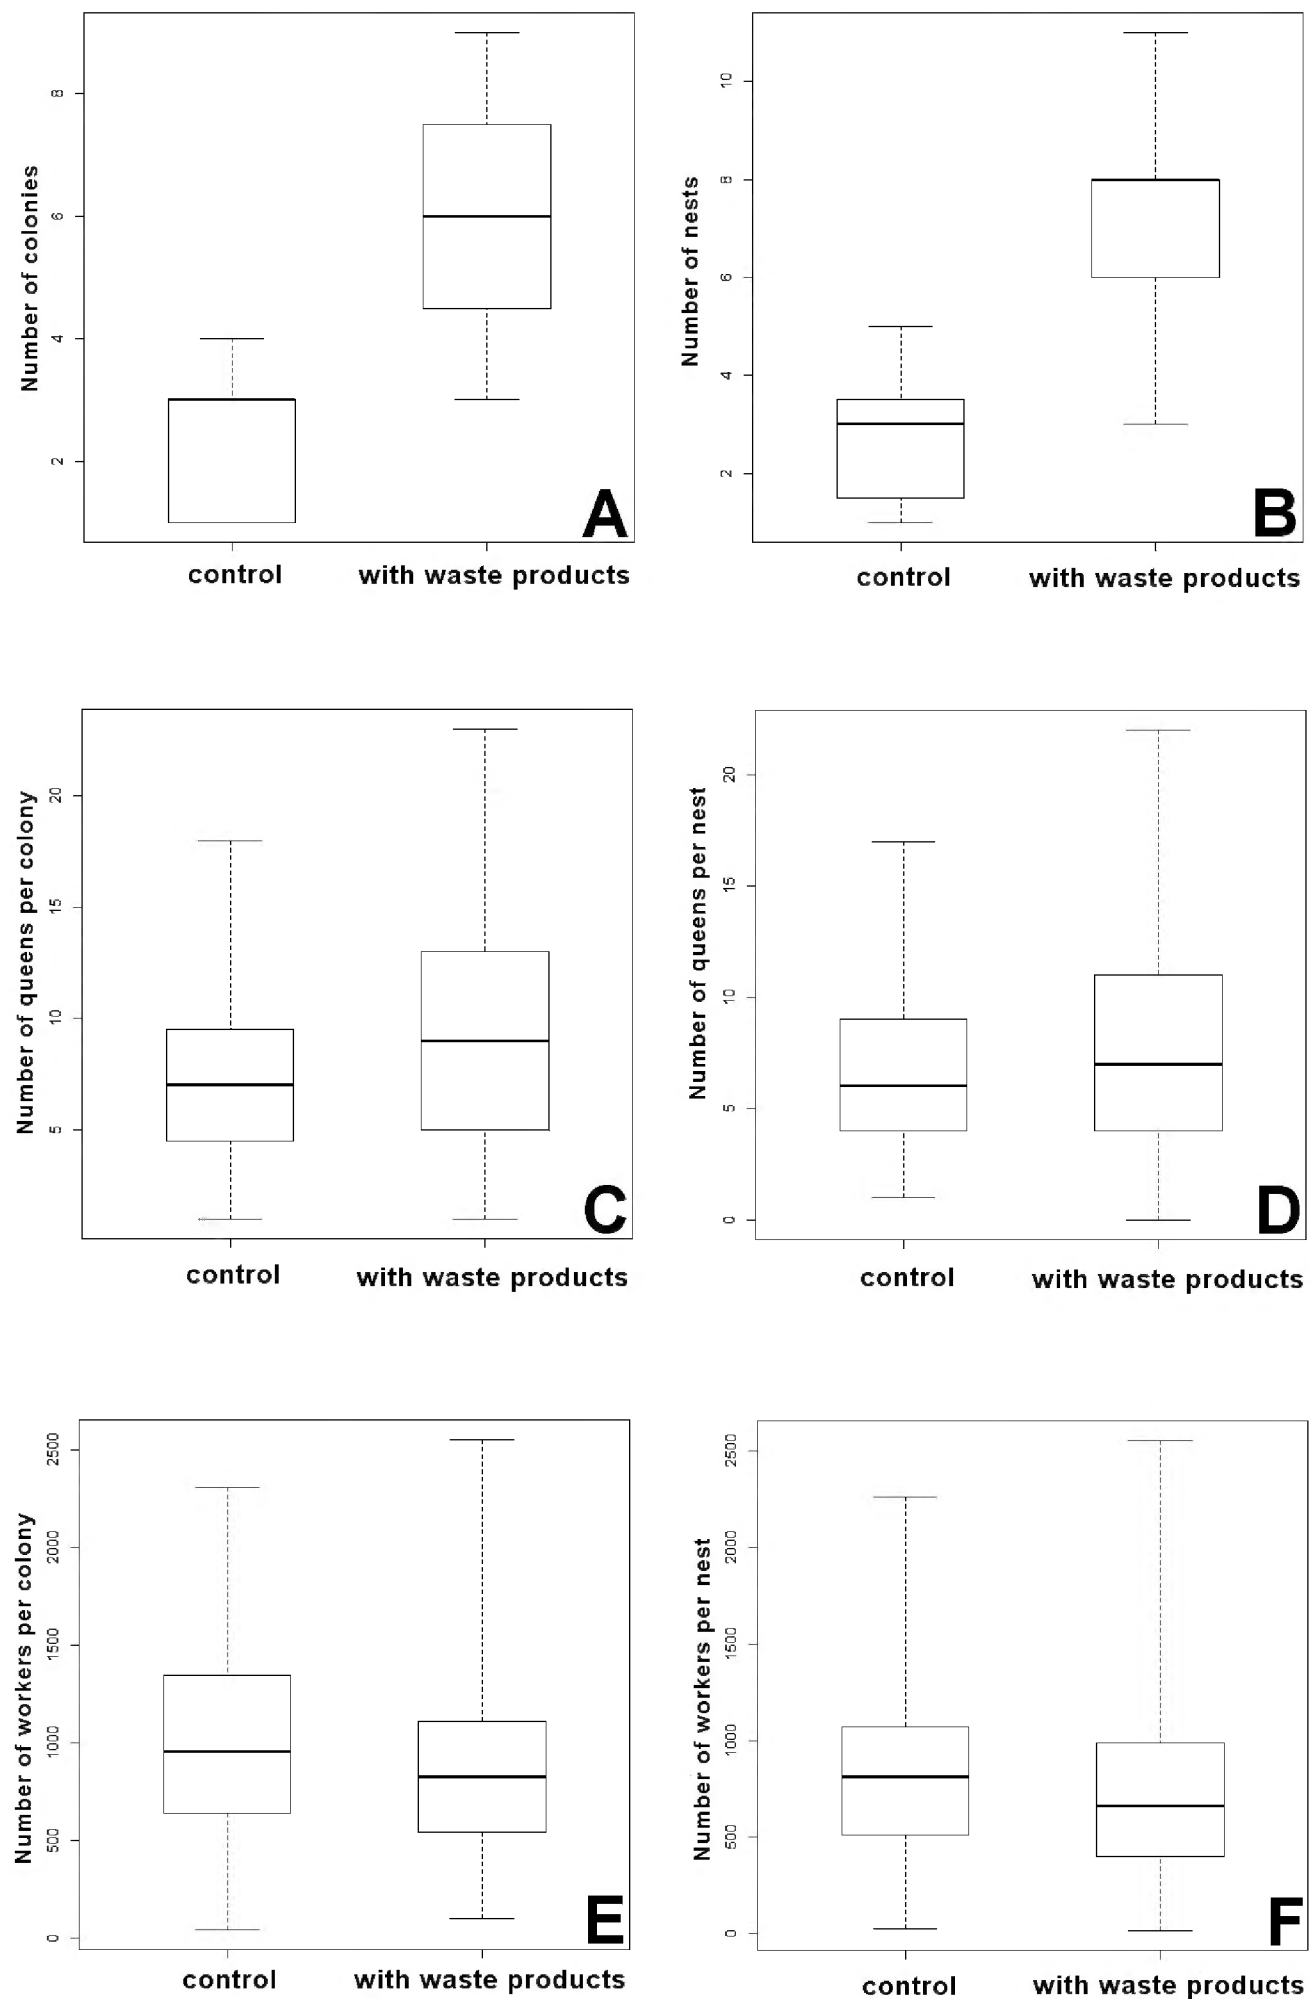 Number of colonies
8
6
4
2
A
control
with waste products
Number of nests
10
8
6
4
2
B
control
with waste products
Number of queens per colony
20
15
10
5
C
control
with waste products
Number of queens per nest
20
15
10
5
0
D
control
with waste products
Number of workers per colony
2500
2000
1500
1000
500
0
E
control
with waste products
Number of workers per nest
2500
2000
1500
1000
500
0
F
control
with waste products